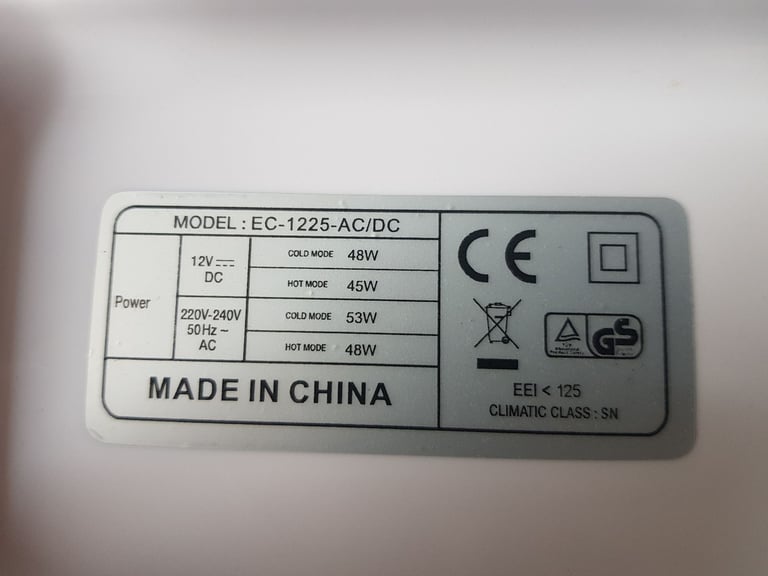 MODEL : EC-1225-AC/DC
Power
12V⎓
DC
COLD MODE 48W
HOT MODE 45W
220V-240V
50Hz ~
AC
COLD MODE 53W
HOT MODE 48W
MADE IN CHINA
CE
GS
EEI < 125
CLIMATIC CLASS : SN